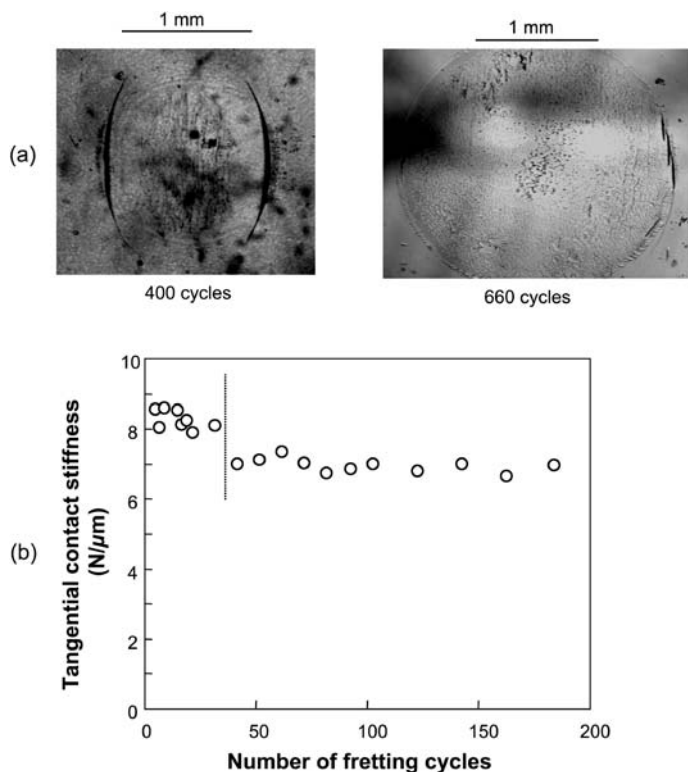 1 mm
1 mm
(a)
400 cycles
660 cycles
(b)
Tangential contact stiffness
(N/µm)
10
8
6
4
2
0
0
50
100
150
200
Number of fretting cycles